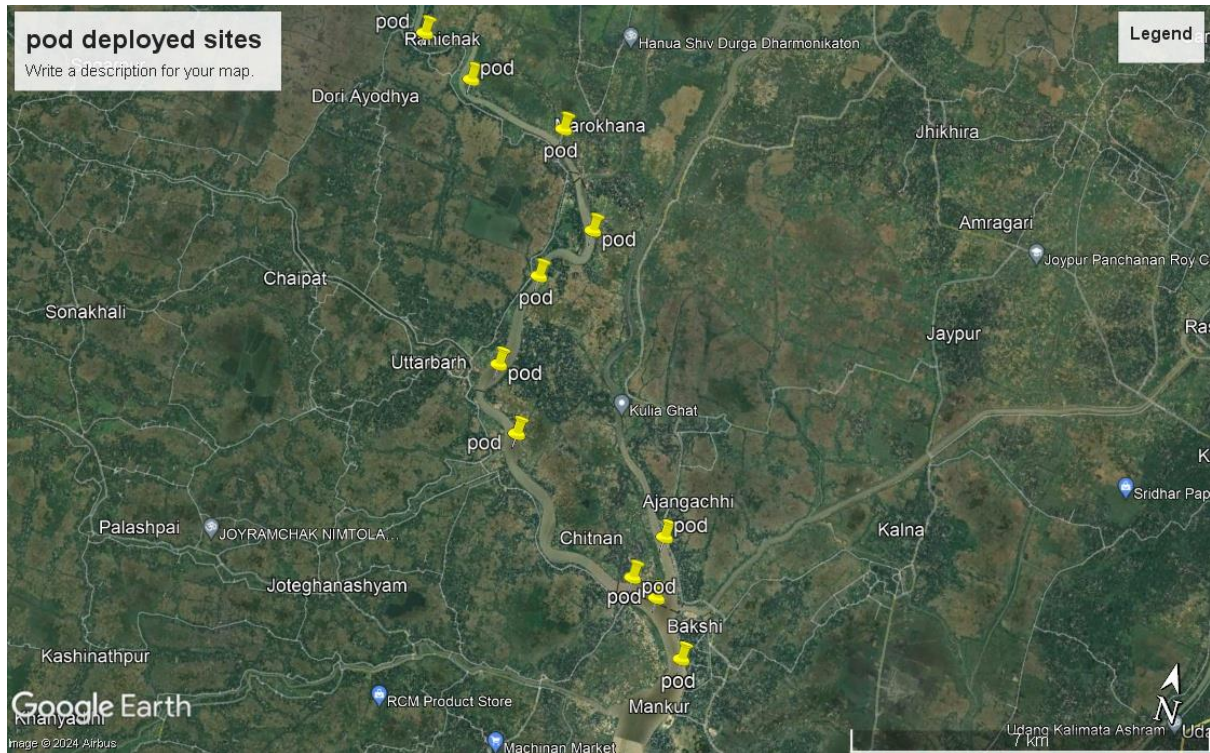 pod deployed sites
Write a description for your map.
Legend
pod
Ranichak
Hanua Shiv Durga Dharmonikaton
pod
Dori Ayodhya
Marokhana
Jhikhira
pod
Amragari
pod
Joypur Panchanan Roy C
Chaipat
pod
Sonakhali
Ras
Jaypur
Uttarbarh
pod
Kulia Ghat
pod
K
Sridhar Pap
Ajangachhi
Palashpai
JOYRAMCHAK NIMTOLA,...
pod
Kalna
Chitnan
Joteghanashyam
pod
pod
Bakshi
Kashinathpur
pod
RCM Product Store
Mankur
Google Earth
N
Udang Kalimata Ashram
Uda
7 km
Image © 2024 Airbus
Machinan Market